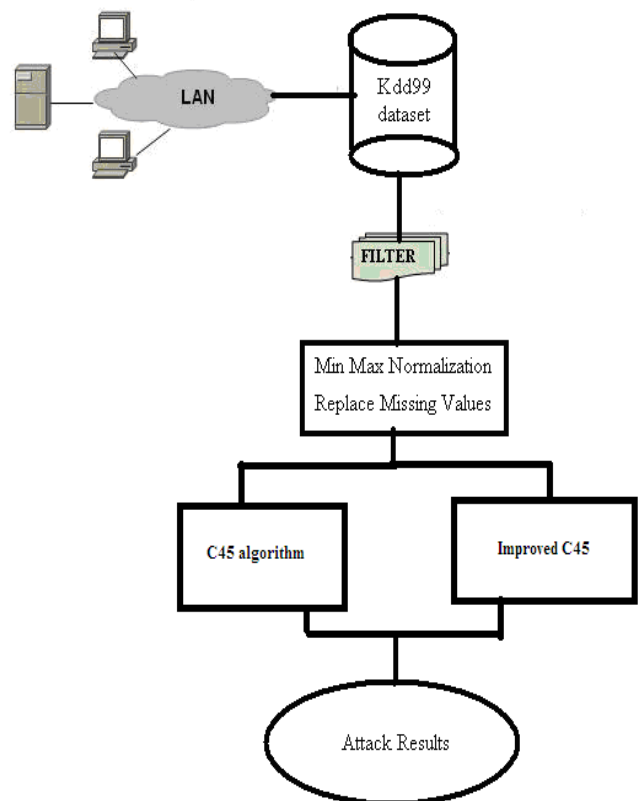 LAN
Kdd99
dataset
FILTER
Min Max Normalization
Replace Missing Values
C45 algorithm
Improved C45
Attack Results